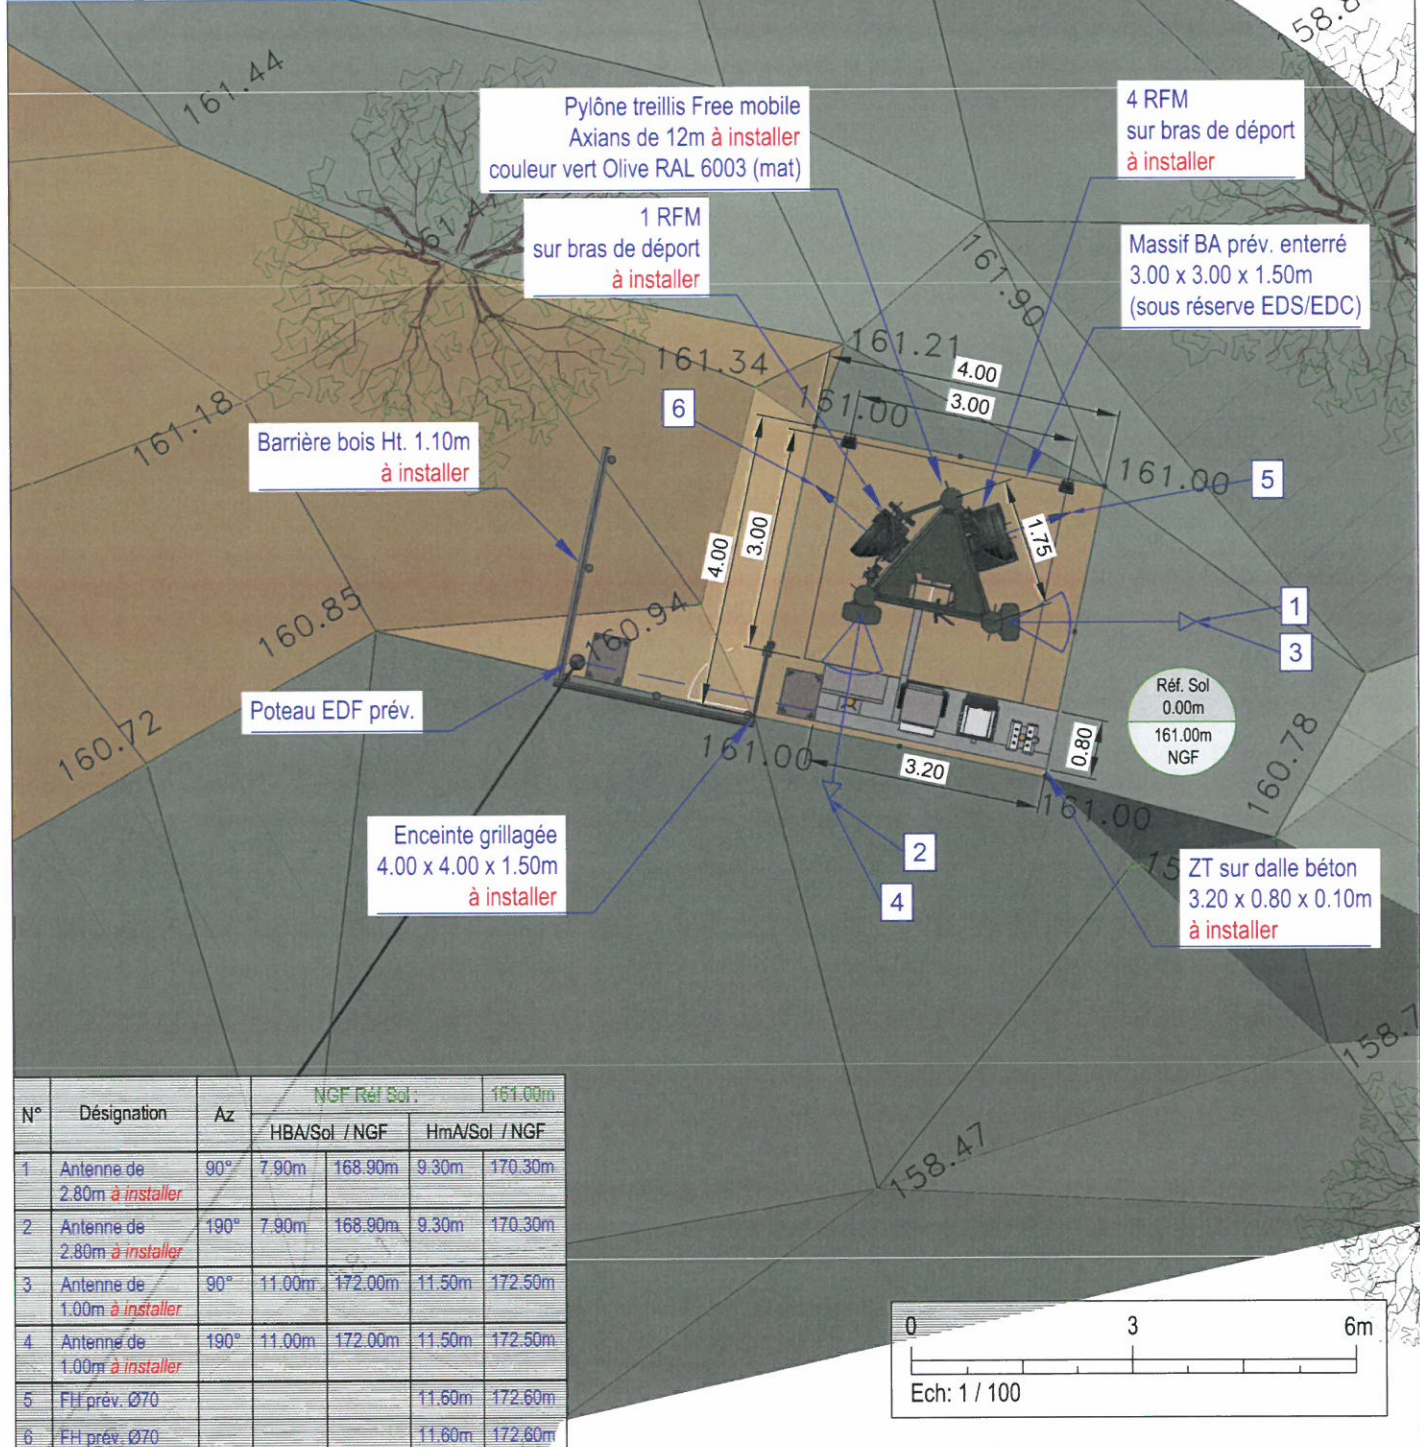 161.44
Pylône treillis Free mobile
Axians de 12m à installer
couleur vert Olive RAL 6003 (mat)
4 RFM
sur bras de déport
à installer
1 RFM
sur bras de déport
à installer
Massif BA prév. enterré
3.00 x 3.00 x 1.50m
(sous réserve EDS/EDC)
161.90
161.34
161.21
4.00
3.00
161.00
6
161.18
Barrière bois Ht. 1.10m
à installer
161.00
5
4.00
3.00
1.75
160.85
160.94
1
3
Poteau EDF prév.
Réf. Sol
0.00m
161.00m
NGF
160.72
161.00
3.20
0.80
160.78
161.00
Enceinte grillagée
4.00 x 4.00 x 1.50m
à installer
2
4
ZT sur dalle béton
3.20 x 0.80 x 0.10m
à installer
158.47
N° Désignation Az NGF Réf Sol : 161.00m
HBA/Sol / NGF HmA/Sol / NGF
1 Antenne de 90° 7.90m 168.90m 9.30m 170.30m
2.80m à installer
2 Antenne de 190° 7.90m 168.90m 9.30m 170.30m
2.80m à installer
3 Antenne de 90° 11.00m 172.00m 11.50m 172.50m
1.00m à installer
4 Antenne de 190° 11.00m 172.00m 11.50m 172.50m
1.00m à installer
5 FH prév. Ø70 11.60m 172.60m
6 FH prév. Ø70 11.60m 172.60m
0 3 6m
Ech: 1 / 100